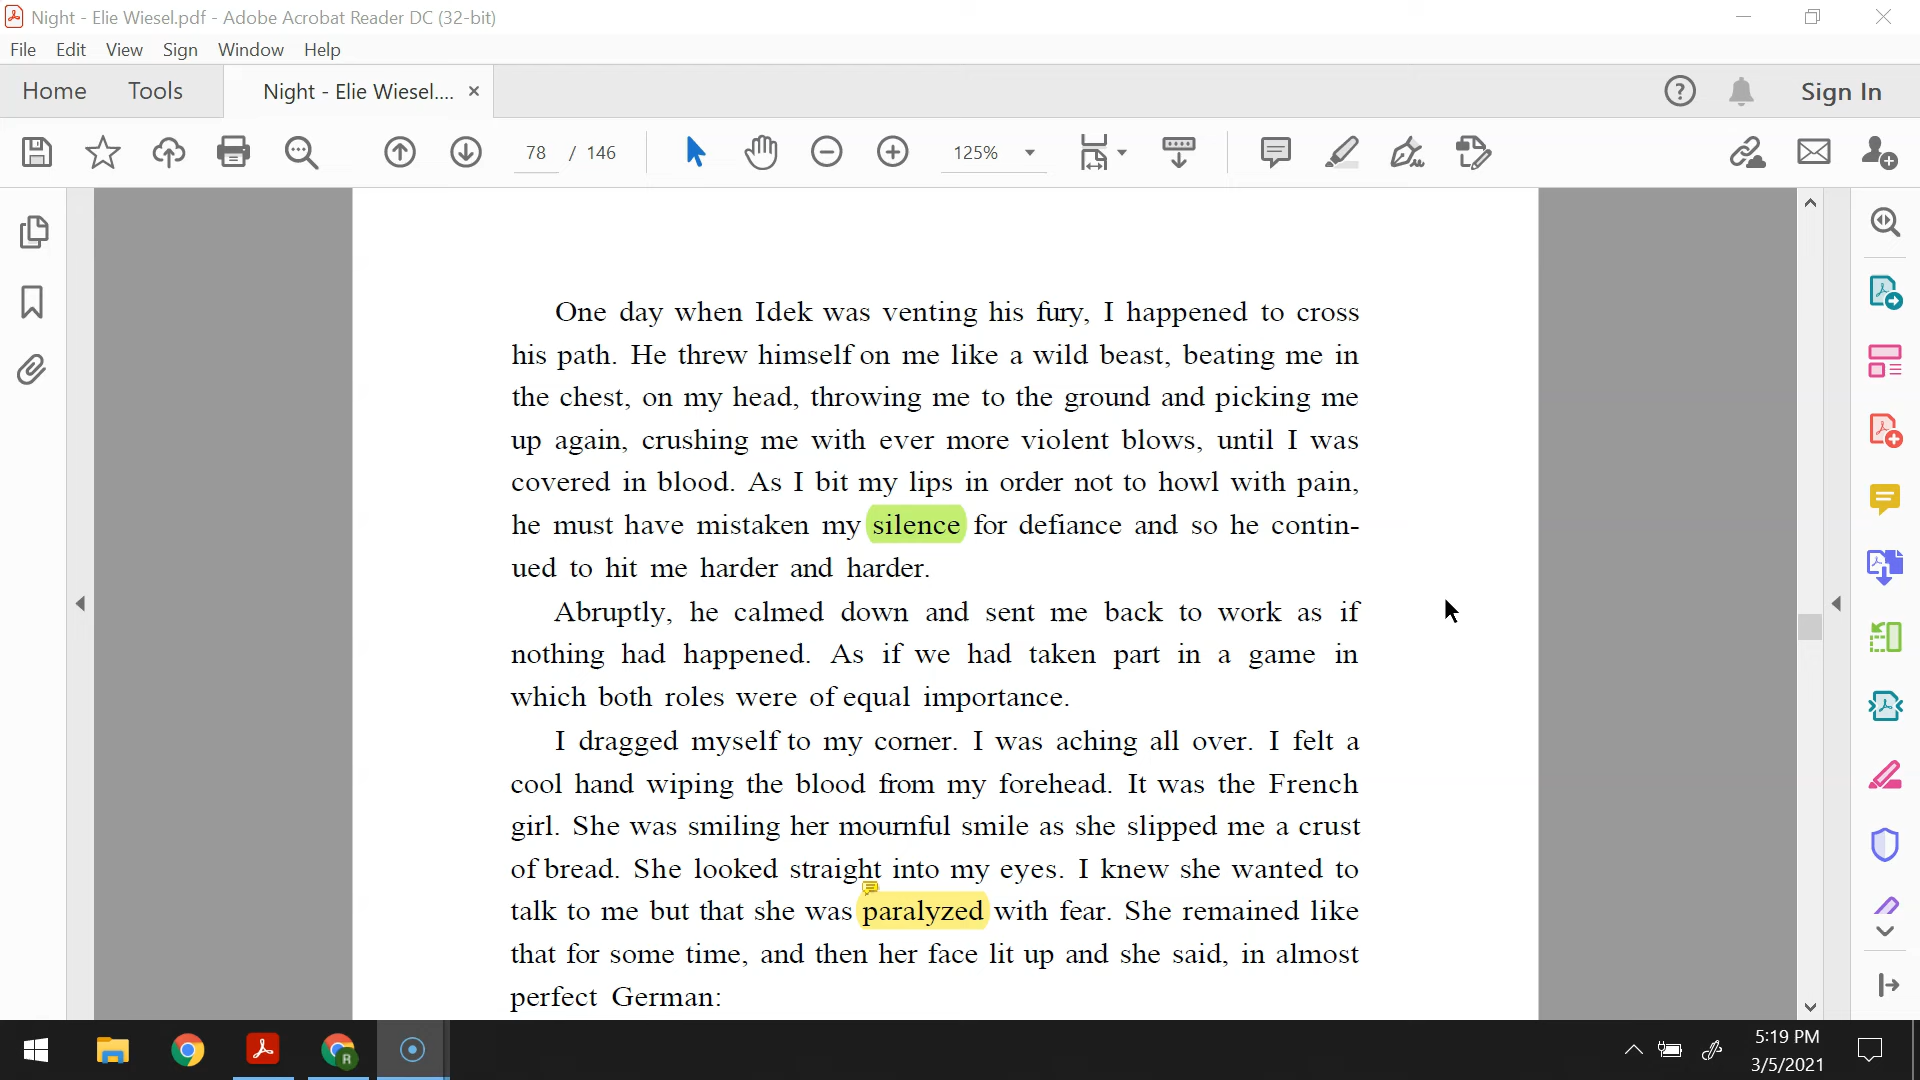 Night - Elie Wiesel.pdf - Adobe Acrobat Reader DC (32-bit)
File Edit View Sign Window Help
Home Tools Night - Elie Wiesel.... × Sign In
78 / 146 125%
One day when Idek was venting his fury, I happened to cross
his path. He threw himself on me like a wild beast, beating me in
the chest, on my head, throwing me to the ground and picking me
up again, crushing me with ever more violent blows, until I was
covered in blood. As I bit my lips in order not to howl with pain,
he must have mistaken my silence for defiance and so he contin-
ued to hit me harder and harder.
Abruptly, he calmed down and sent me back to work as if
nothing had happened. As if we had taken part in a game in
which both roles were of equal importance.
I dragged myself to my corner. I was aching all over. I felt a
cool hand wiping the blood from my forehead. It was the French
girl. She was smiling her mournful smile as she slipped me a crust
of bread. She looked straight into my eyes. I knew she wanted to
talk to me but that she was paralyzed with fear. She remained like
that for some time, and then her face lit up and she said, in almost
perfect German:
R
5:19 PM
3/5/2021